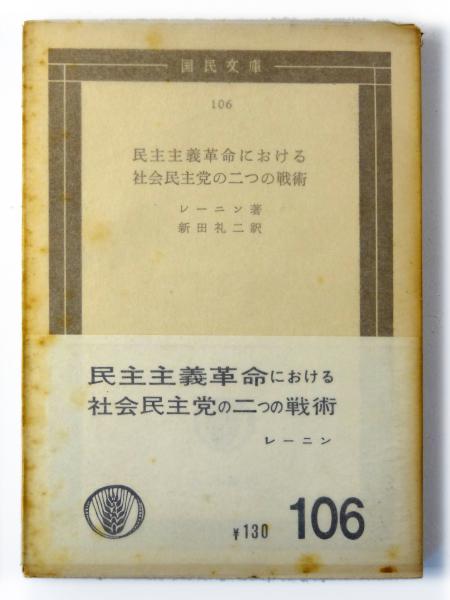 国民文庫
106
民主主義革命における
社会民主党の二つの戦術
レーニン著
新田礼二訳
民主主義革命における
社会民主党の二つの戦術
レーニン
¥130 106